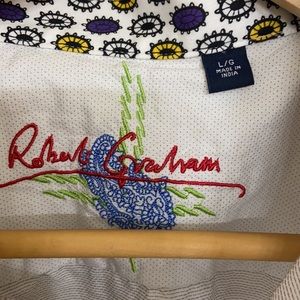 L/G
MADE IN
INDIA
Robert Graham